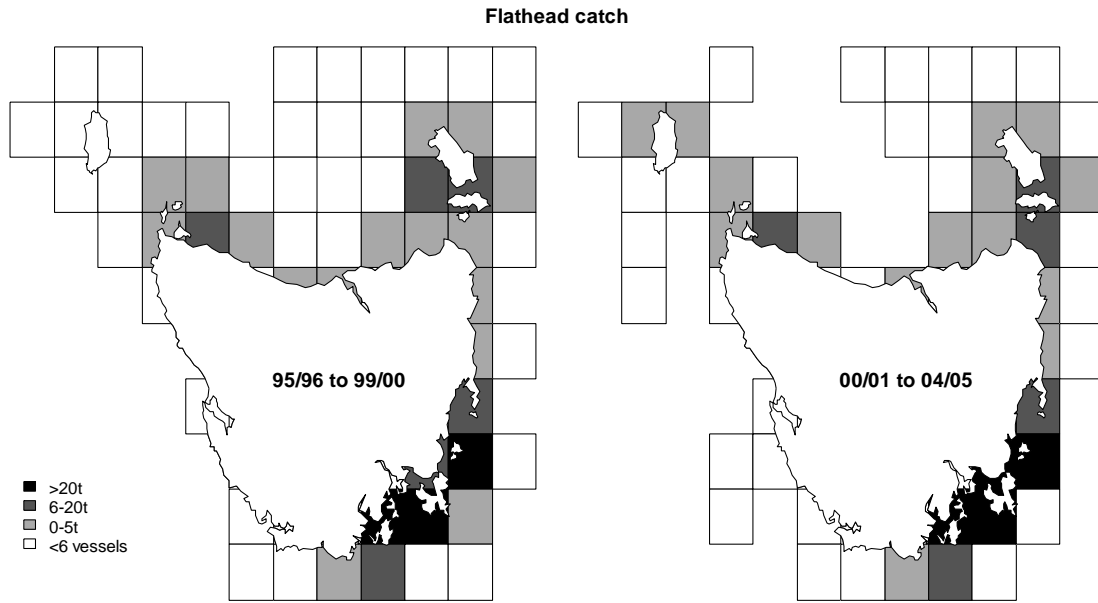 Flathead catch
95/96 to 99/00
00/01 to 04/05
>20t
6-20t
0-5t
<6 vessels